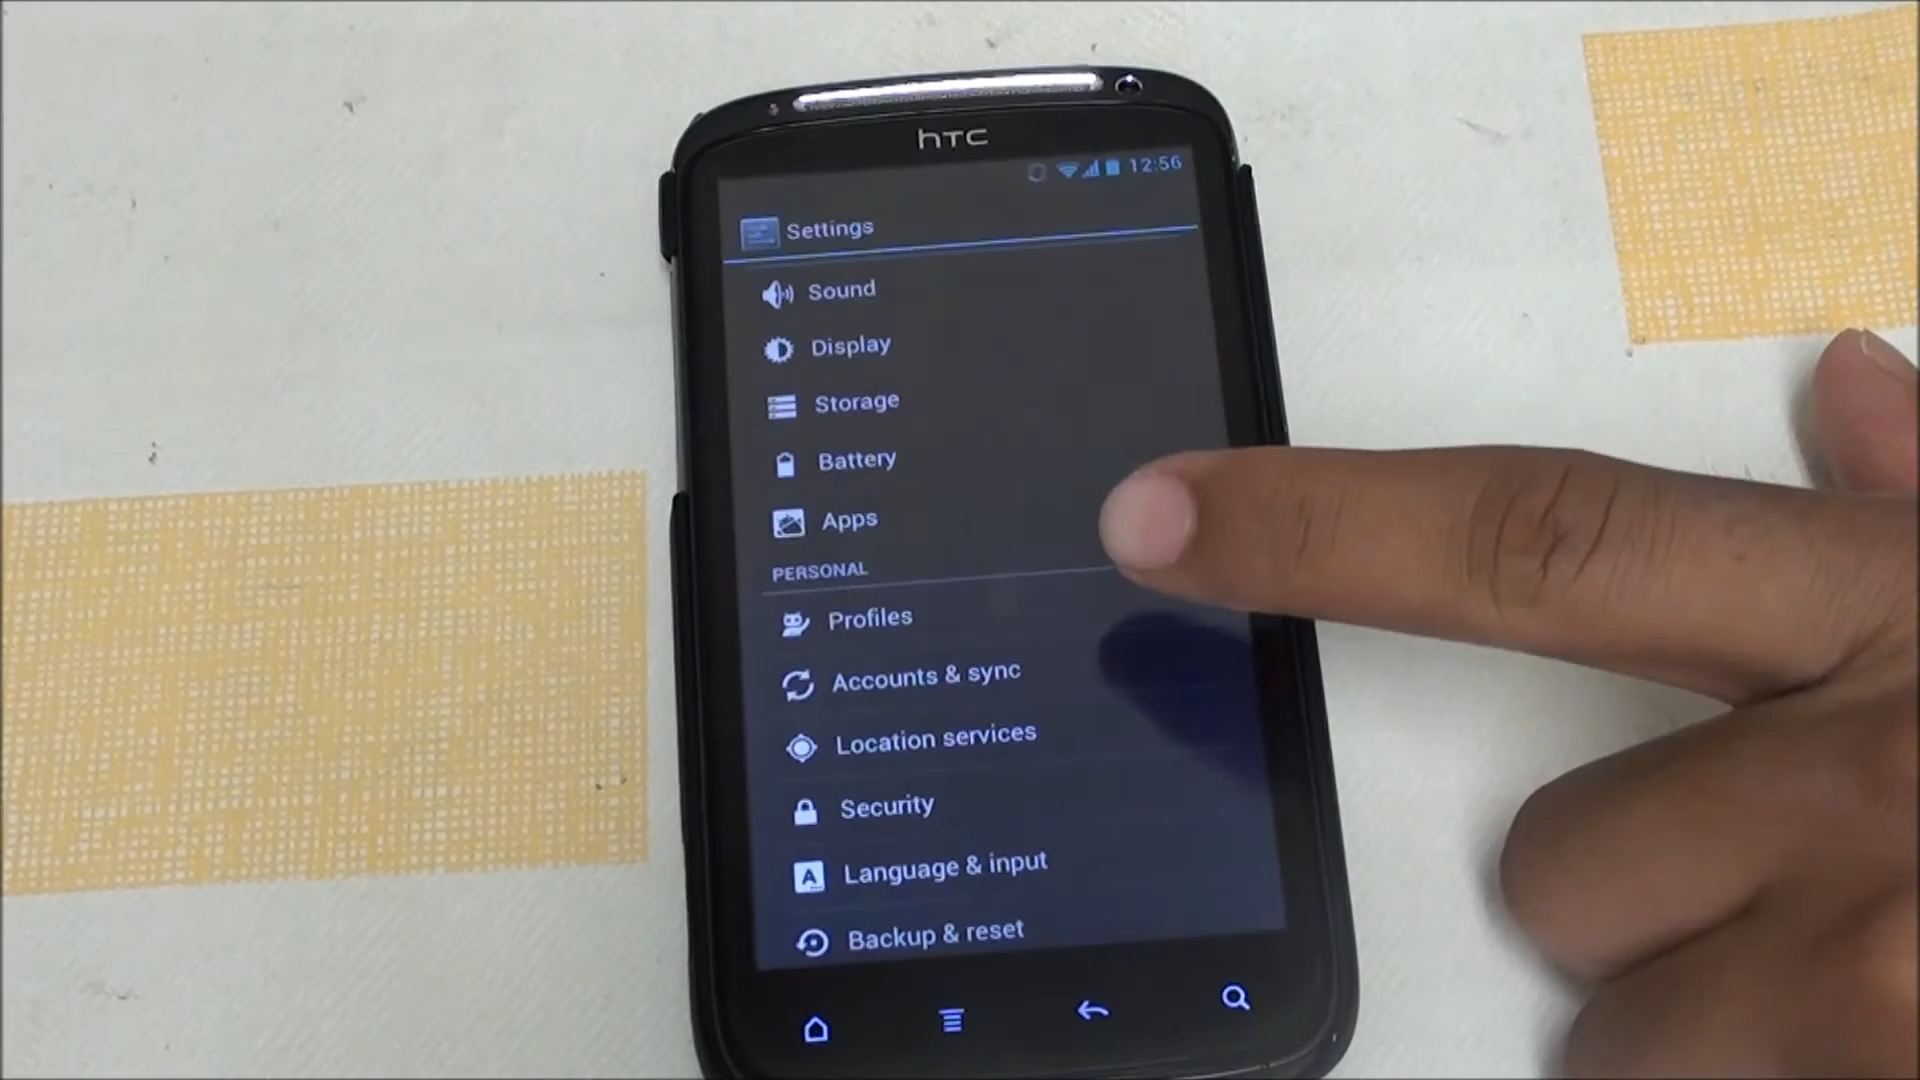 htc
12:56
Settings
Sound
Display
Storage
Battery
Apps
PERSONAL
Profiles
Accounts & sync
Location services
Security
Language & input
Backup & reset